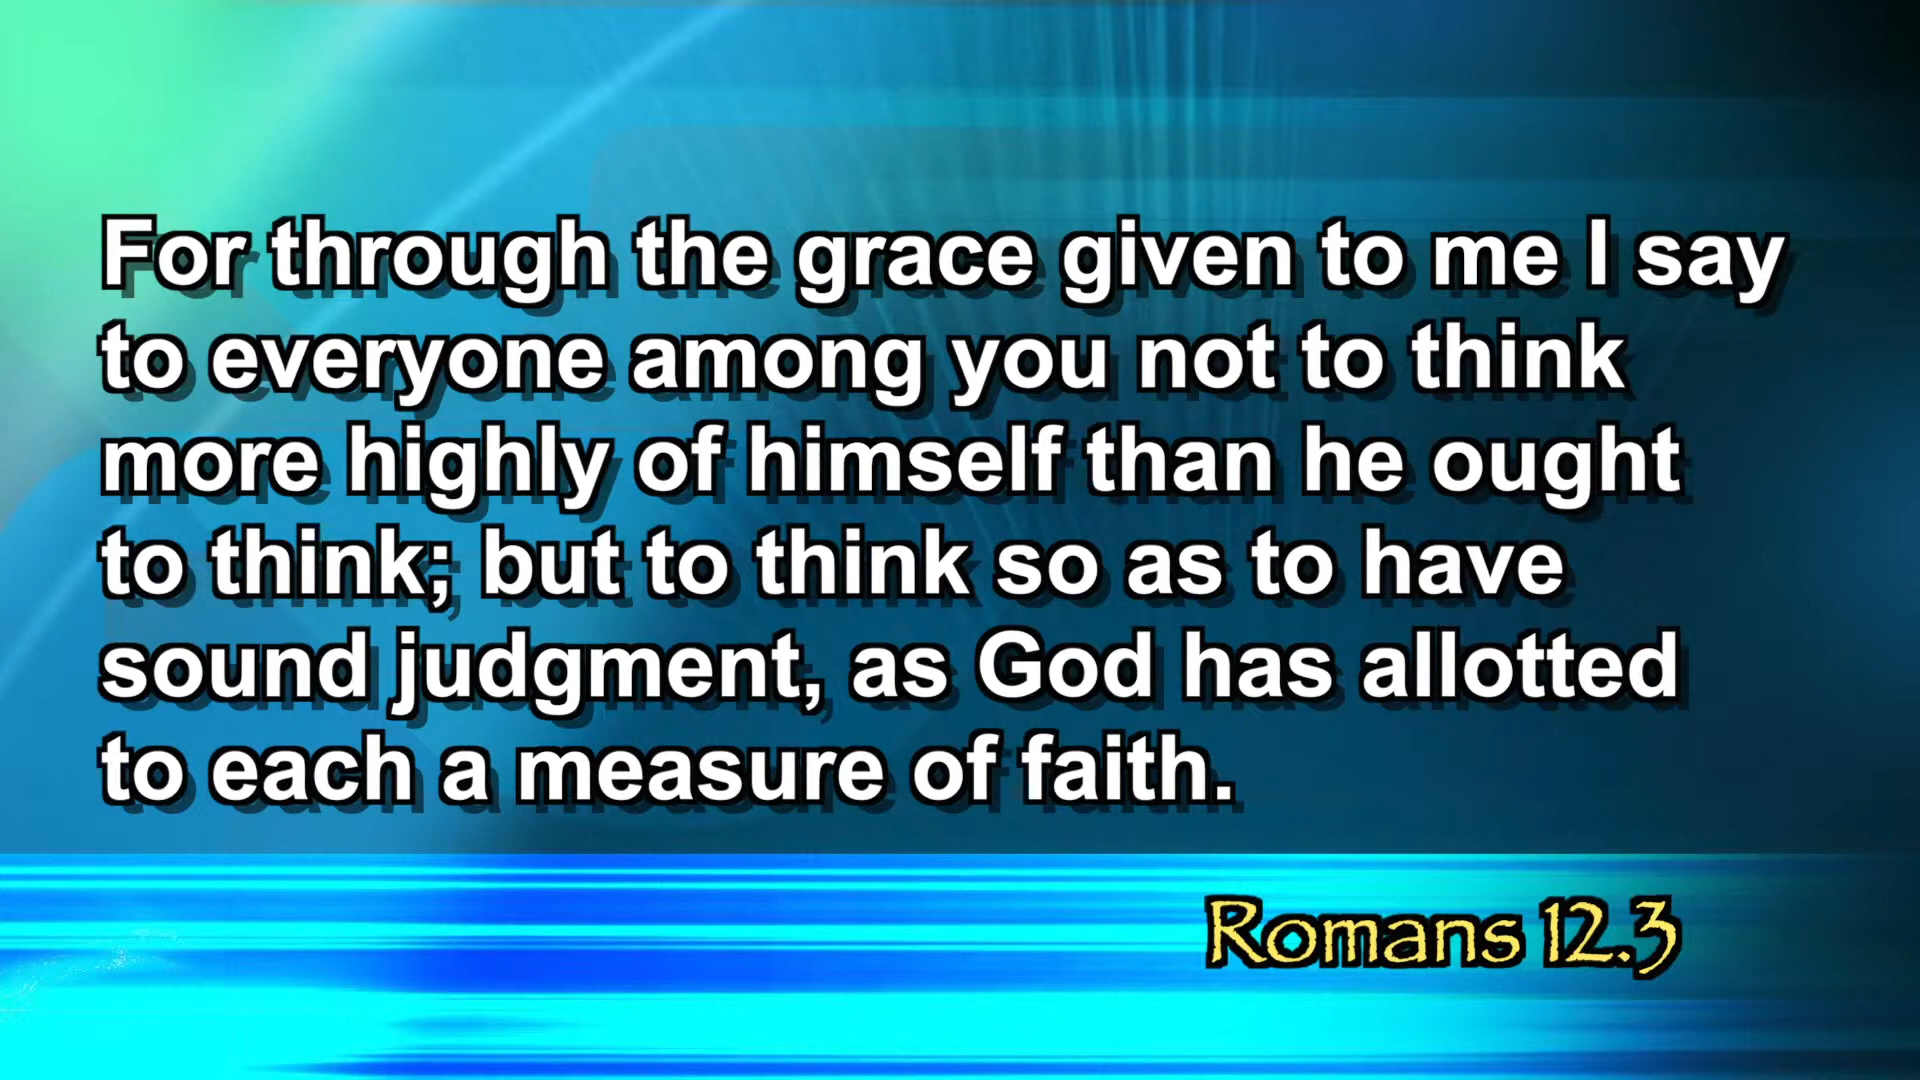 For through the grace given to me I say
to everyone among you not to think
more highly of himself than he ought
to think; but to think so as to have
sound judgment, as God has allotted
to each a measure of faith.
Romans 12.3